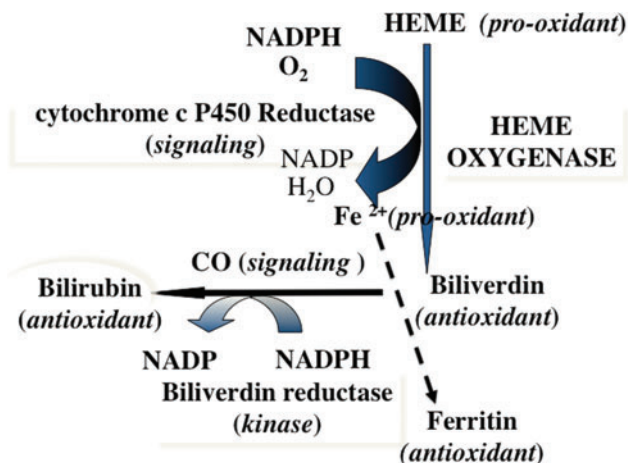 NADPH
O2
HEME (pro-oxidant)
cytochrome c P450 Reductase
(signaling)
HEME
OXYGENASE
NADP
H2O
Fe 2+(pro-oxidant)
CO (signaling )
Bilirubin
(antioxidant)
Biliverdin
(antioxidant)
NADP
NADPH
Biliverdin reductase
(kinase)
Ferritin
(antioxidant)